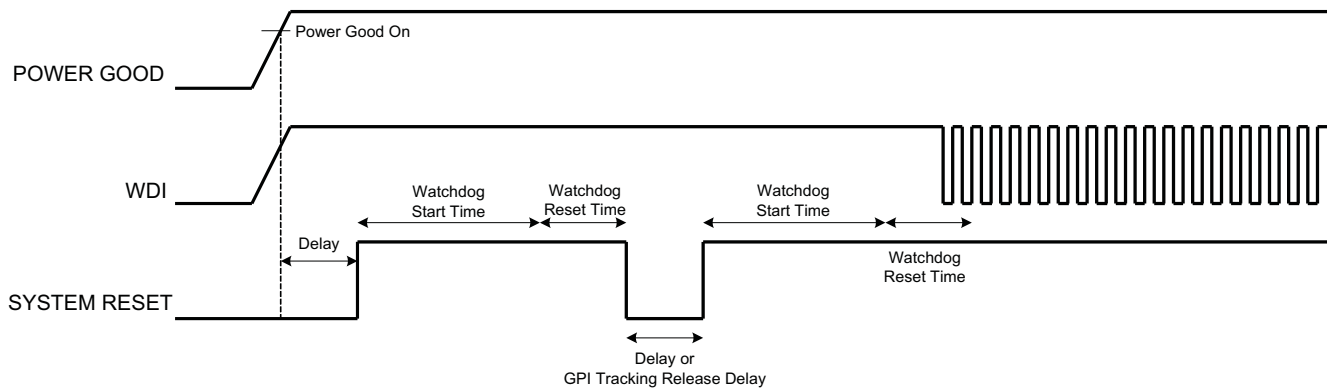 Power Good On
POWER GOOD
WDI
Watchdog
Start Time
Watchdog
Reset Time
Watchdog
Start Time
Delay
Watchdog
Reset Time
SYSTEM RESET
Delay or
GPI Tracking Release Delay